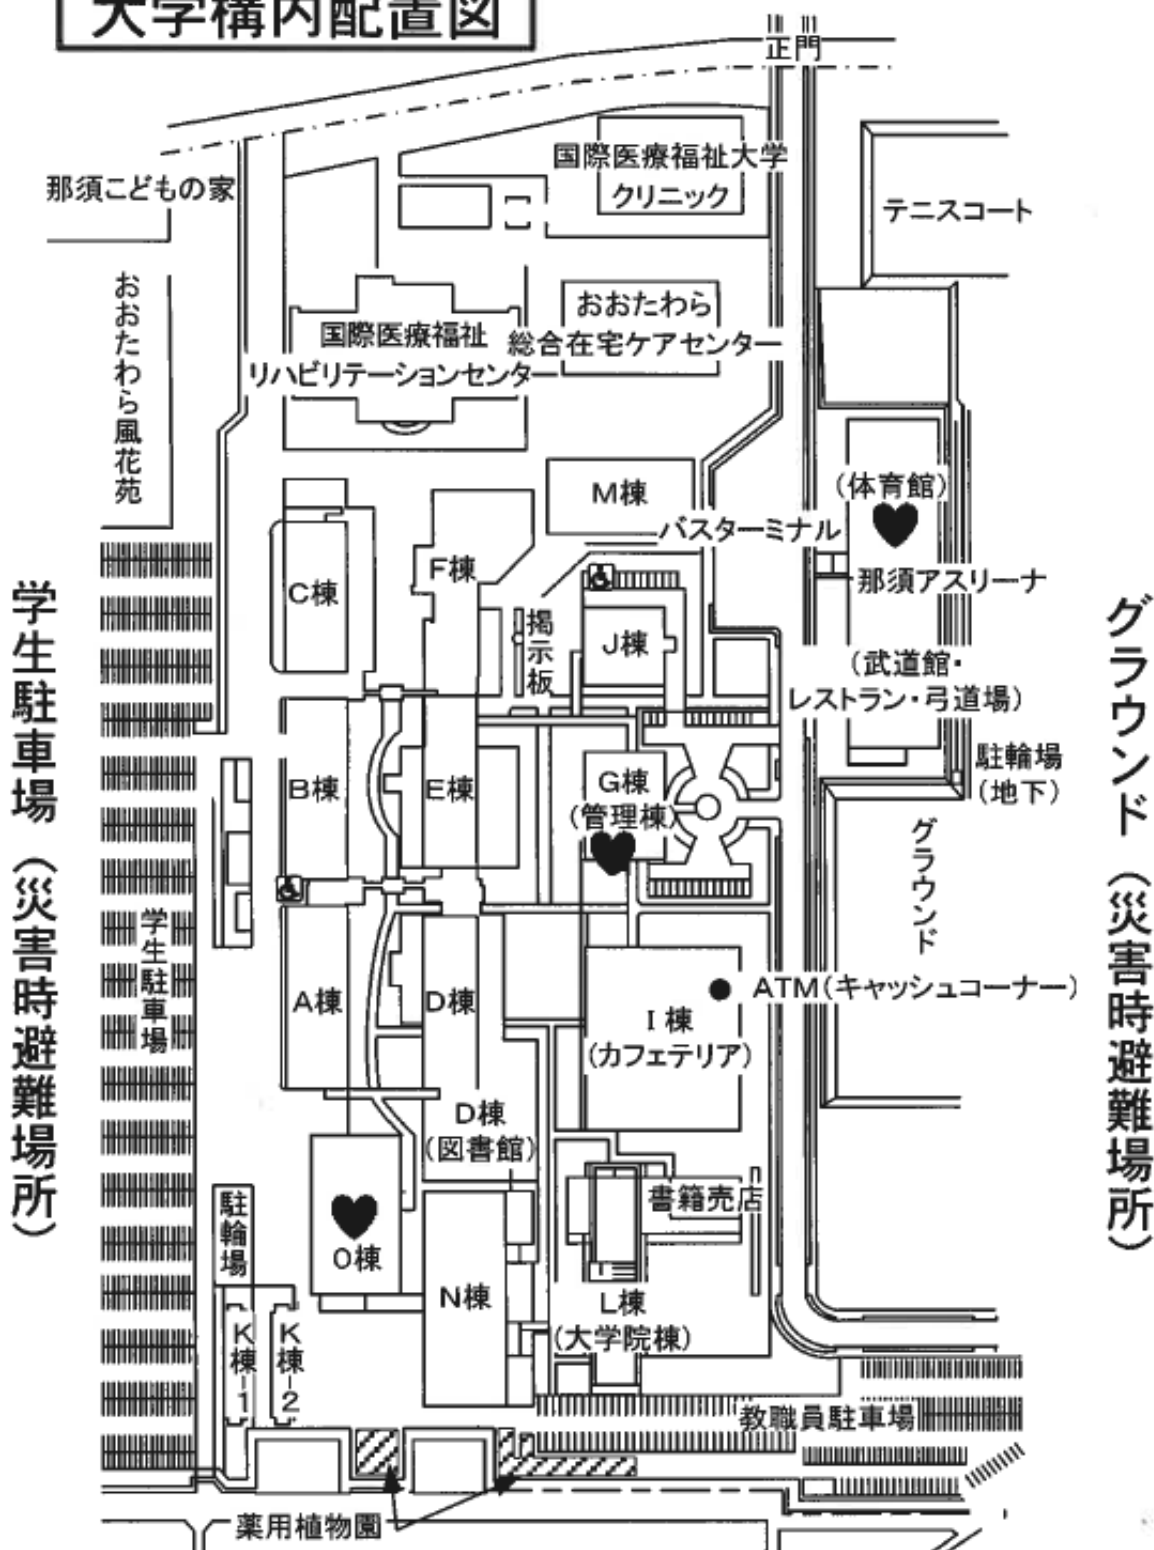 大学構内配置図
正門
国際医療福祉大学
クリニック
那須こどもの家
テニスコート
おおたわら風花苑
おおたわら
総合在宅ケアセンター
国際医療福祉
リハビリテーションセンター
M棟
(体育館)
バスターミナル
F棟
C棟
那須アスリーナ
掲示板
J棟
(武道館・
レストラン・弓道場)
学生駐車場(災害時避難場所)
グラウンド(災害時避難場所)
駐輪場
(地下)
B棟
E棟
G棟
(管理棟)
グラウンド
学生駐車場
A棟
D棟
ATM(キャッシュコーナー)
I棟
(カフェテリア)
D棟
(図書館)
書籍売店
駐輪場
O棟
N棟
L棟
(大学院棟)
K棟-1
K棟-2
教職員駐車場
薬用植物園